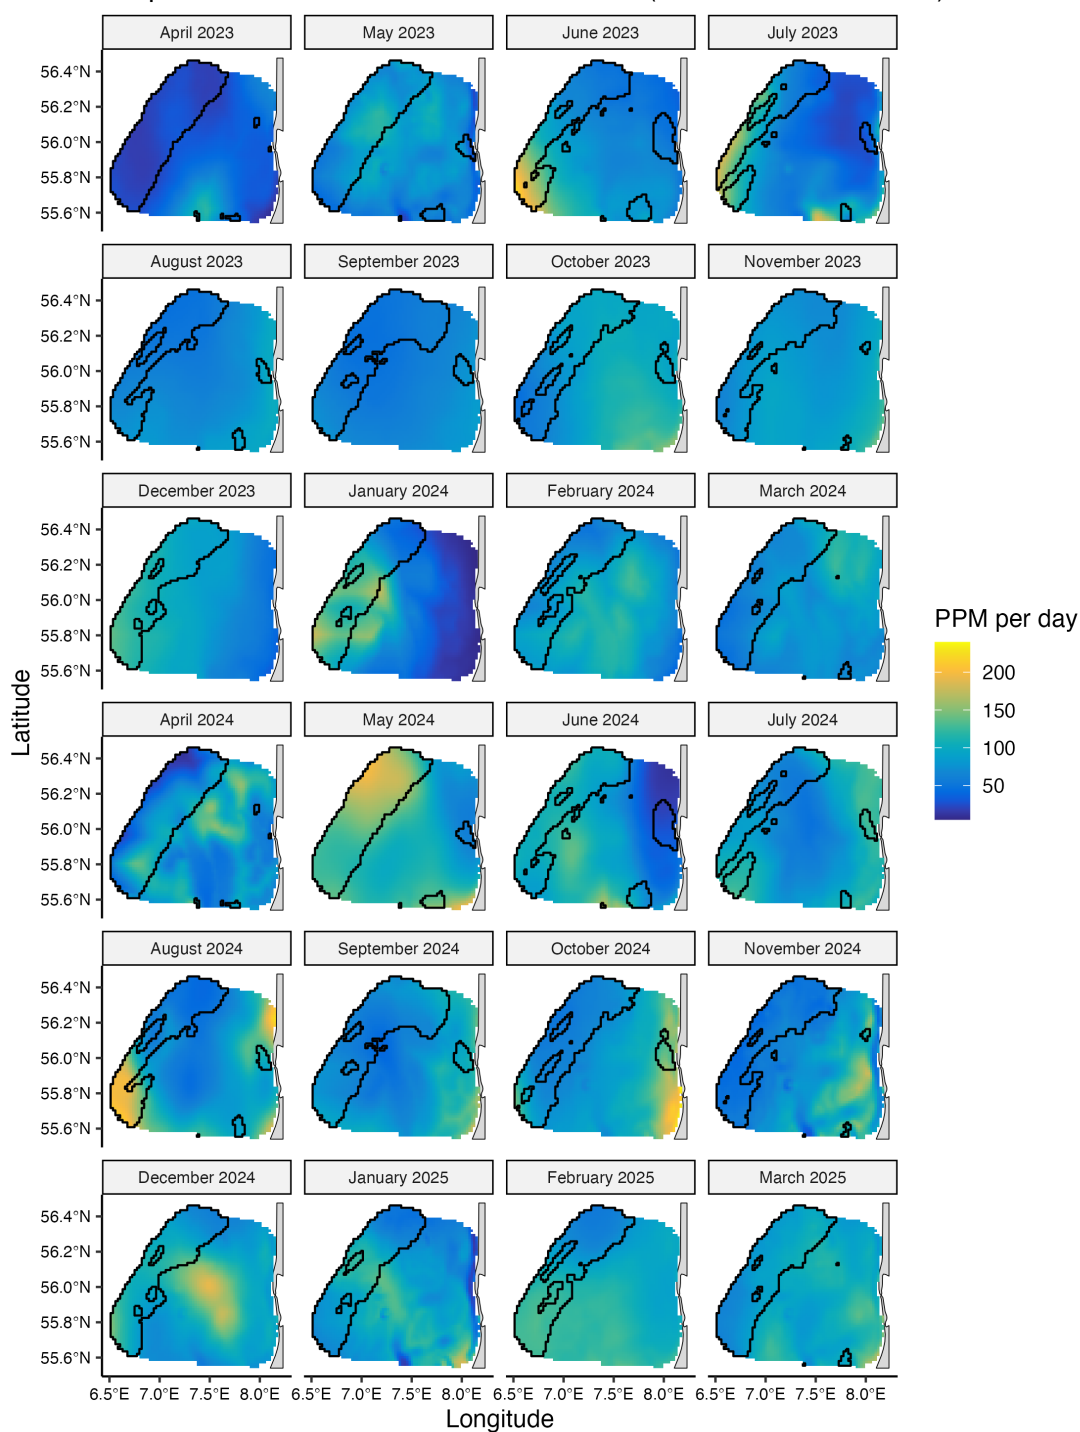 April 2023 May 2023 June 2023 July 2023
56.4°N
56.2°N
56.0°N
55.8°N
55.6°N
August 2023 September 2023 October 2023 November 2023
56.4°N
56.2°N
56.0°N
55.8°N
55.6°N
December 2023 January 2024 February 2024 March 2024
56.4°N
56.2°N
56.0°N
55.8°N
55.6°N
April 2024 May 2024 June 2024 July 2024
56.4°N
56.2°N
56.0°N
55.8°N
55.6°N
August 2024 September 2024 October 2024 November 2024
56.4°N
56.2°N
56.0°N
55.8°N
55.6°N
December 2024 January 2025 February 2025 March 2025
56.4°N
56.2°N
56.0°N
55.8°N
55.6°N
6.5°E 7.0°E 7.5°E 8.0°E 6.5°E 7.0°E 7.5°E 8.0°E 6.5°E 7.0°E 7.5°E 8.0°E 6.5°E 7.0°E 7.5°E 8.0°E
Longitude
Latitude
PPM per day
200
150
100
50